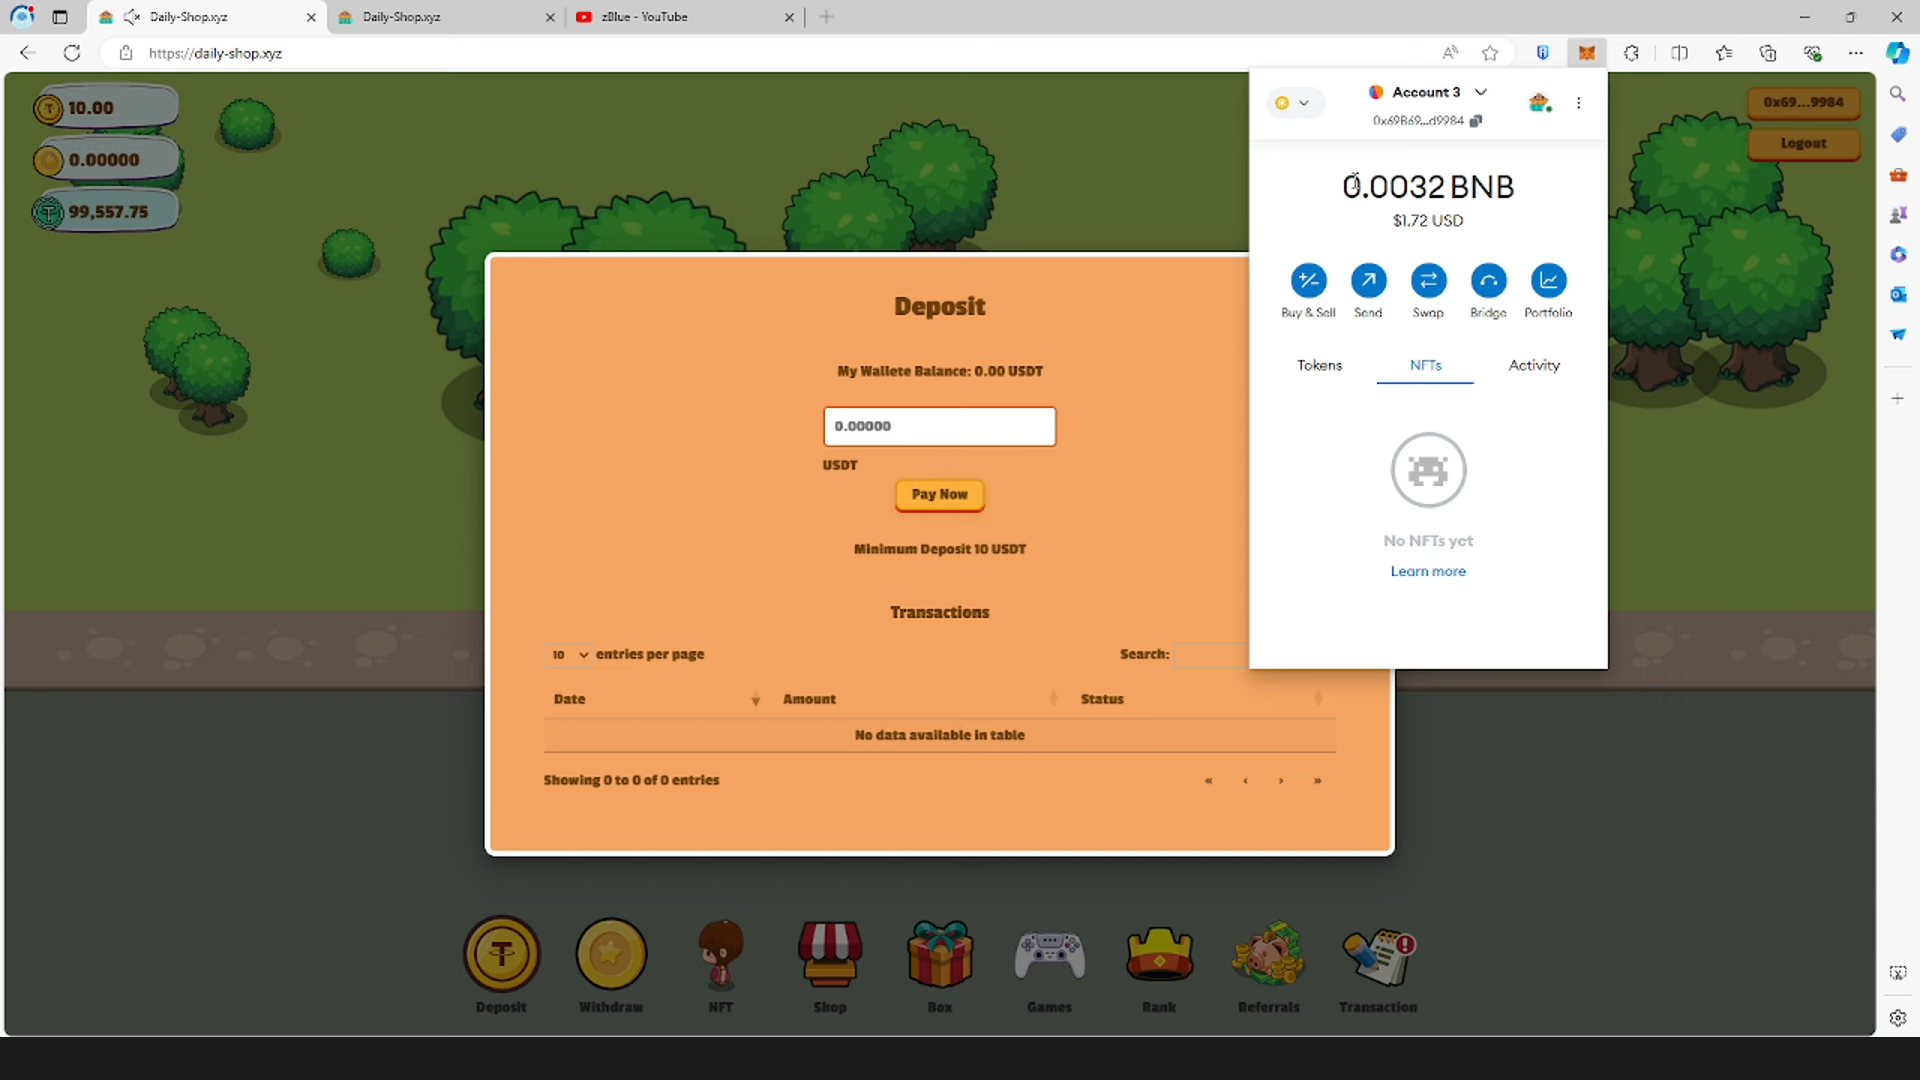 Daily-Shop.xyz
Daily-Shop.xyz
zBlue - YouTube
https://daily-shop.xyz
10.00
0.00000
99,557.75
0x69...9984
Logout
Account 3
0x69B69...d9984
0.0032 BNB
$1.72 USD
Buy & Sell
Send
Swap
Bridge
Portfolio
Tokens
NFTs
Activity
No NFTs yet
Learn more
Deposit
My Wallete Balance: 0.00 USDT
0.00000
USDT
Pay Now
Minimum Deposit 10 USDT
Transactions
10 entries per page
Search:
Date
Amount
Status
No data available in table
Showing 0 to 0 of 0 entries
« ‹ › »
Deposit
Withdraw
NFT
Shop
Box
Games
Rank
Referrals
Transaction